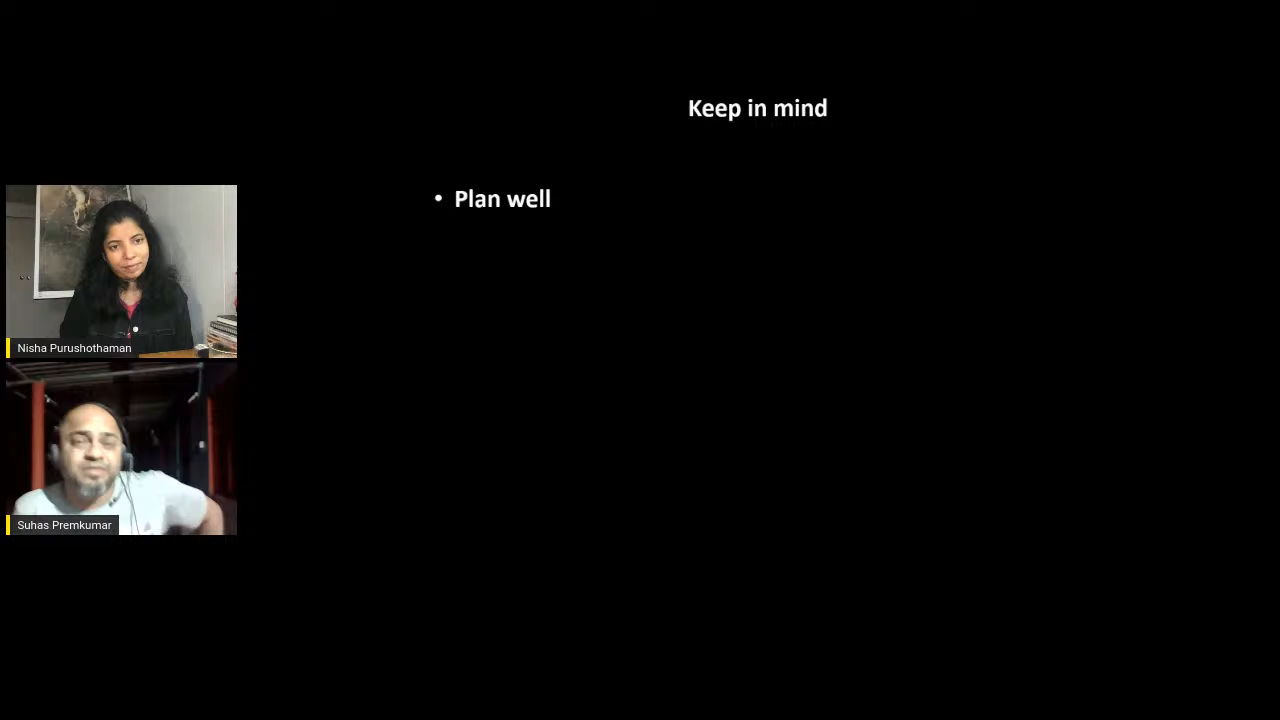 Keep in mind
• Plan well
Nisha Purushothaman
Suhas Premkumar